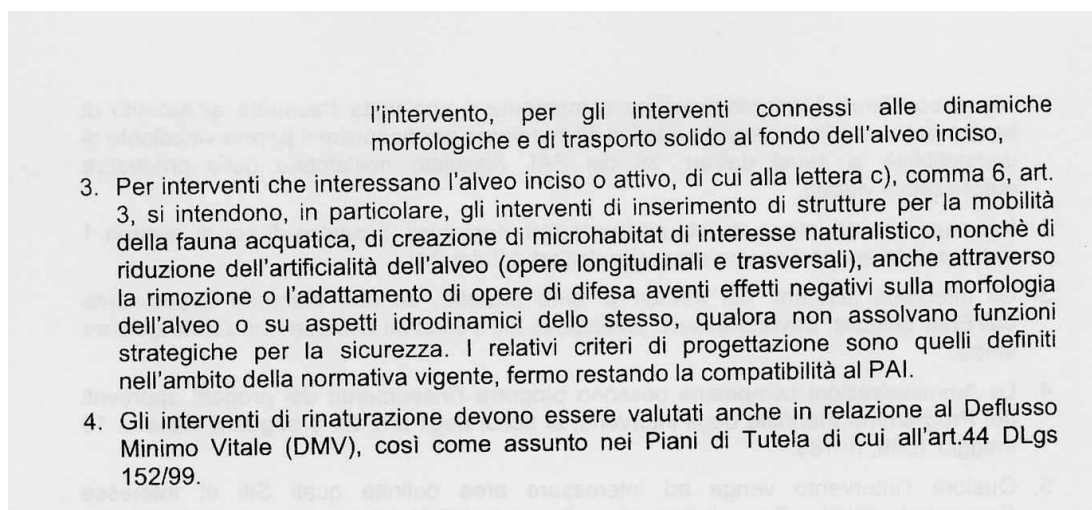 l'intervento, per gli interventi connessi alle dinamiche
morfologiche e di trasporto solido al fondo dell'alveo inciso,
3. Per interventi che interessano l'alveo inciso o attivo, di cui alla lettera c), comma 6, art.
3, si intendono, in particolare, gli interventi di inserimento di strutture per la mobilità
della fauna acquatica, di creazione di microhabitat di interesse naturalistico, nonchè di
riduzione dell'artificialità dell'alveo (opere longitudinali e trasversali), anche attraverso
la rimozione o l'adattamento di opere di difesa aventi effetti negativi sulla morfologia
dell'alveo o su aspetti idrodinamici dello stesso, qualora non assolvano funzioni
strategiche per la sicurezza. I relativi criteri di progettazione sono quelli definiti
nell'ambito della normativa vigente, fermo restando la compatibilità al PAI.
4. Gli interventi di rinaturazione devono essere valutati anche in relazione al Deflusso
Minimo Vitale (DMV), così come assunto nei Piani di Tutela di cui all'art.44 DLgs
152/99.